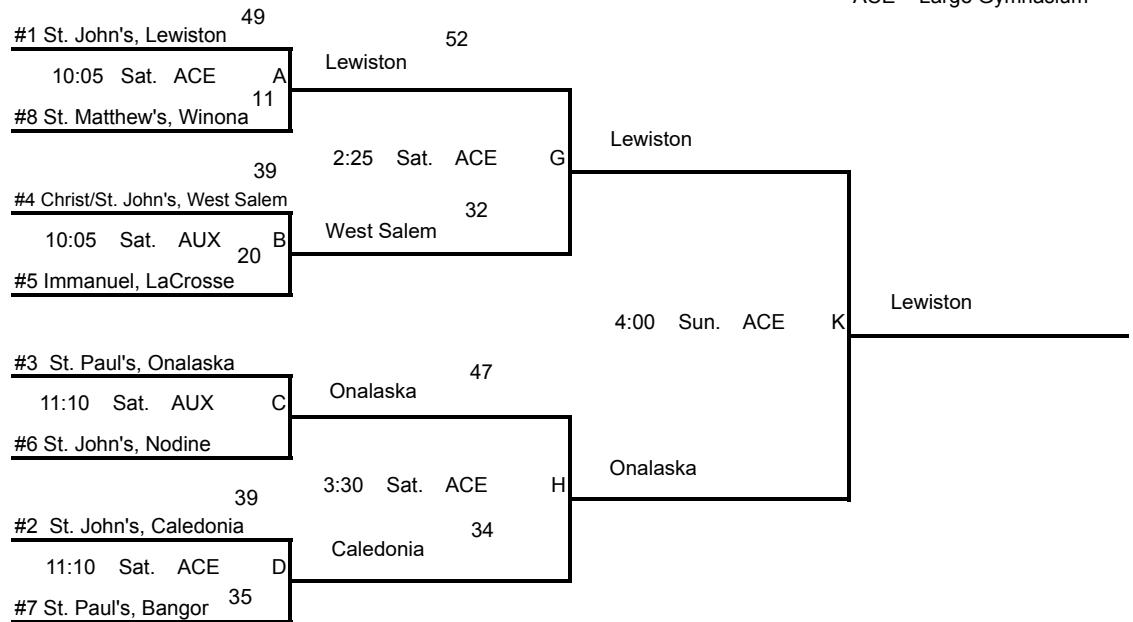 49
#1 St. John's, Lewiston
52
10:05 Sat. ACE A
Lewiston
11
#8 St. Matthew's, Winona
Lewiston
2:25 Sat. ACE G
39
#4 Christ/St. John's, West Salem
32
10:05 Sat. AUX B
West Salem
20
#5 Immanuel, LaCrosse
Lewiston
4:00 Sun. ACE K
#3 St. Paul's, Onalaska
47
Onalaska
11:10 Sat. AUX C
#6 St. John's, Nodine
Onalaska
3:30 Sat. ACE H
39
#2 St. John's, Caledonia
34
Caledonia
11:10 Sat. ACE D
35
#7 St. Paul's, Bangor